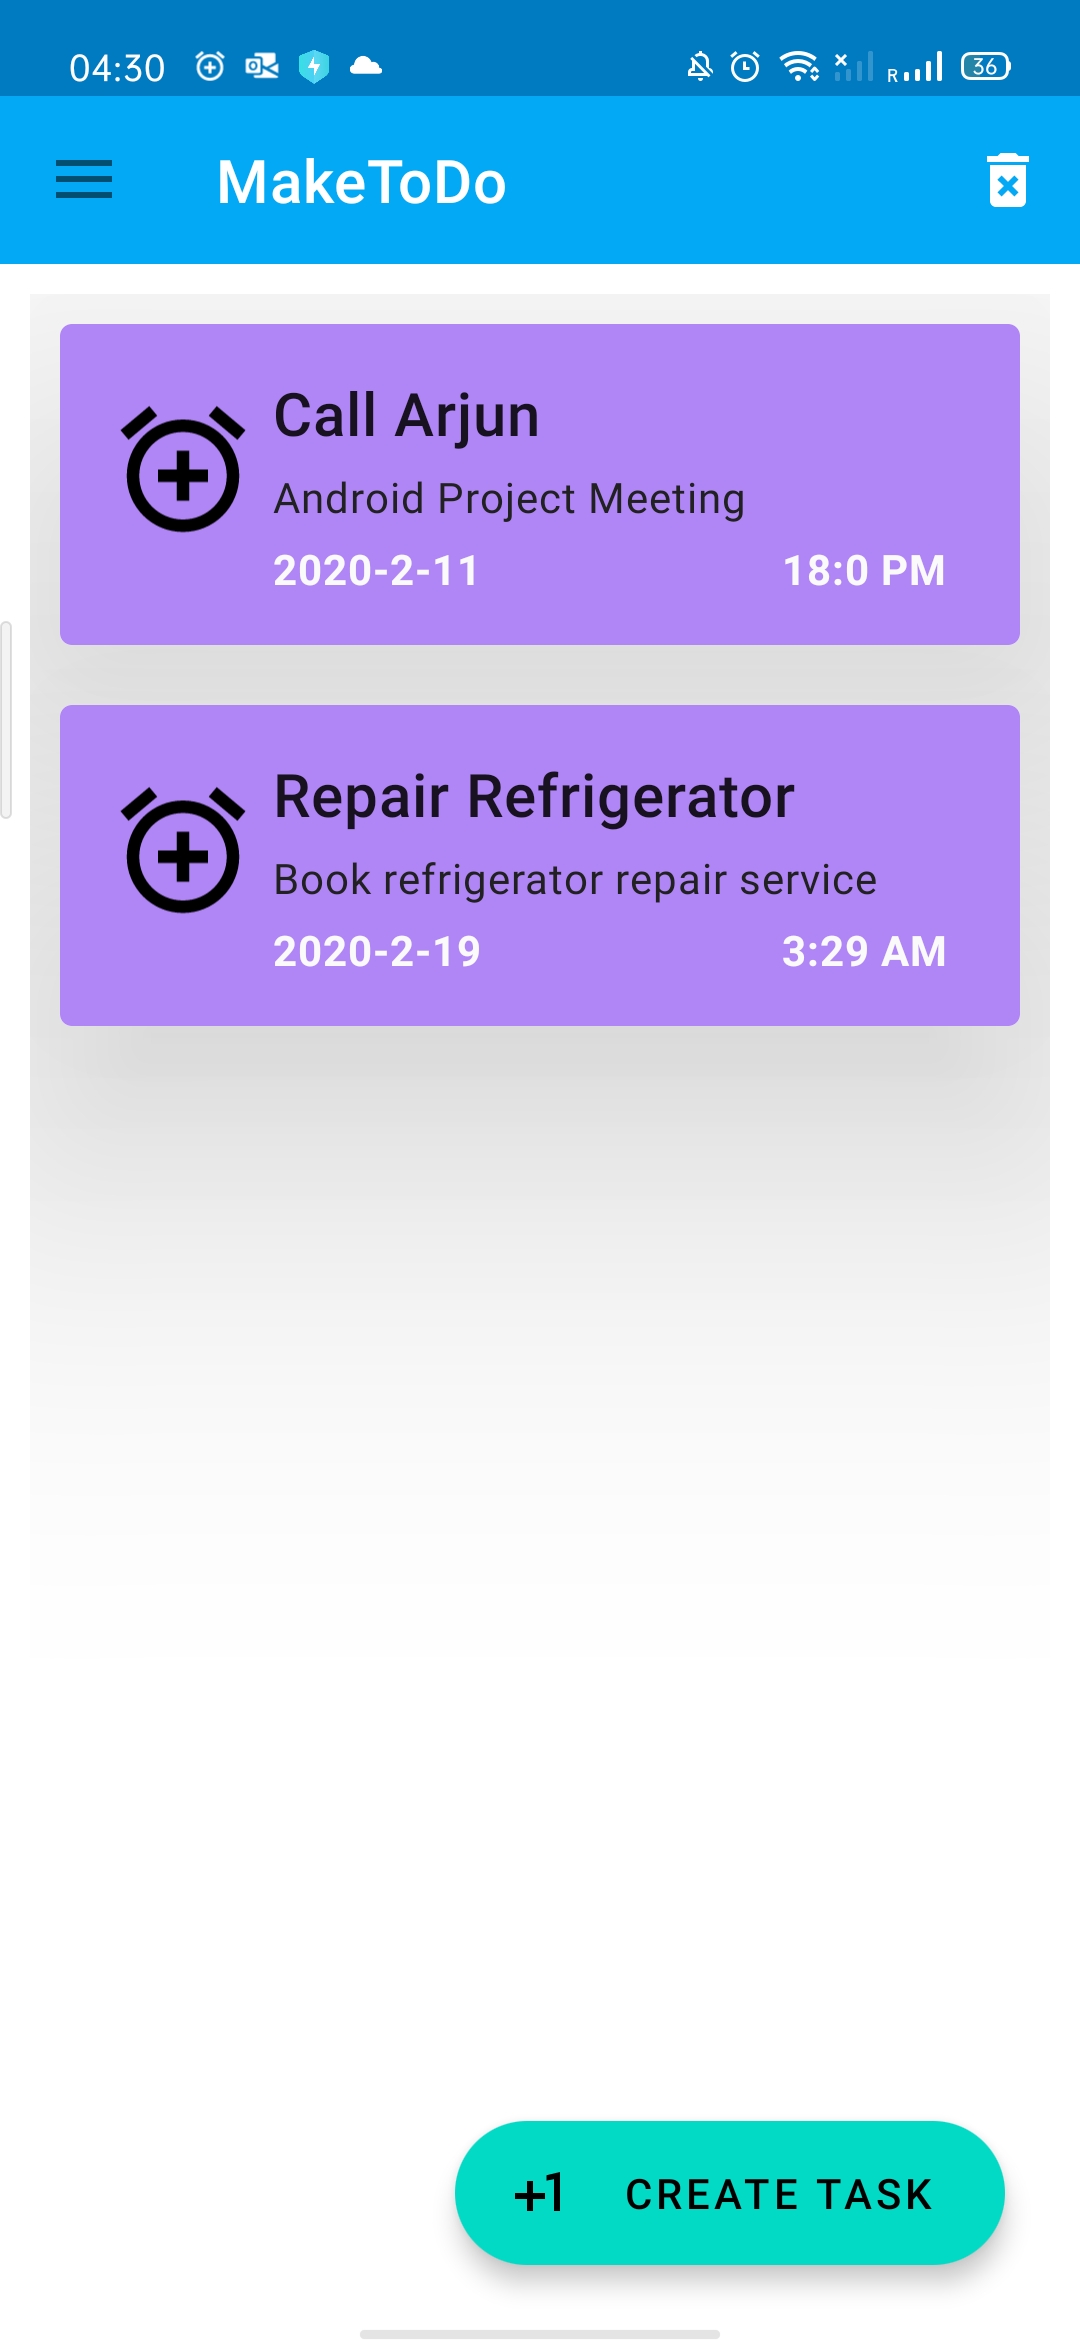 04:30
R
36
MakeToDo
Call Arjun
Android Project Meeting
2020-2-11 18:0 PM
Repair Refrigerator
Book refrigerator repair service
2020-2-19 3:29 AM
+1 CREATE TASK